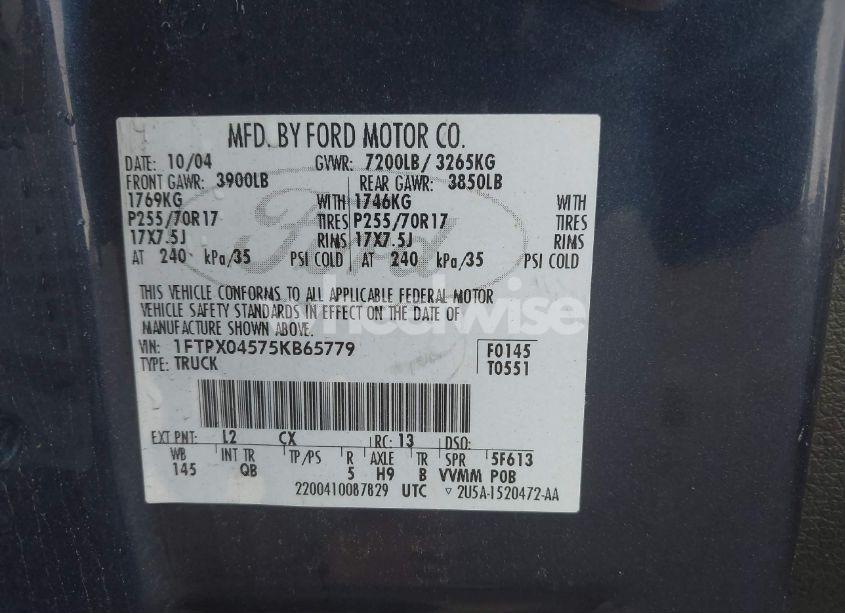 MFD. BY FORD MOTOR CO.
DATE: 10/04 GVWR: 7200LB/ 3265KG
FRONT GAWR: 3900LB REAR GAWR: 3850LB
1769KG WITH 1746KG WITH
P255/70R17 TIRES P255/70R17 TIRES
17X7.5J RIMS 17X7.5J RIMS
AT 240 kPa/35 PSI COLD AT 240 kPa/35 PSI COLD
Ford
THIS VEHICLE CONFORMS TO ALL APPLICABLE FEDERAL MOTOR
VEHICLE SAFETY STANDARDS IN EFFECT ON THE DATE OF
MANUFACTURE SHOWN ABOVE.
wheelwise
VIN: 1FTPX04575KB65779 F0145
TYPE: TRUCK T0551
EXT PNT: L2 CX RC: 13 DSO:
WB INT TR TP/PS R AXLE TR SPR 5F613
145 QB 5 H9 B VVMM POB
2200410087829 UTC ▽ 2U5A-1520472-AA